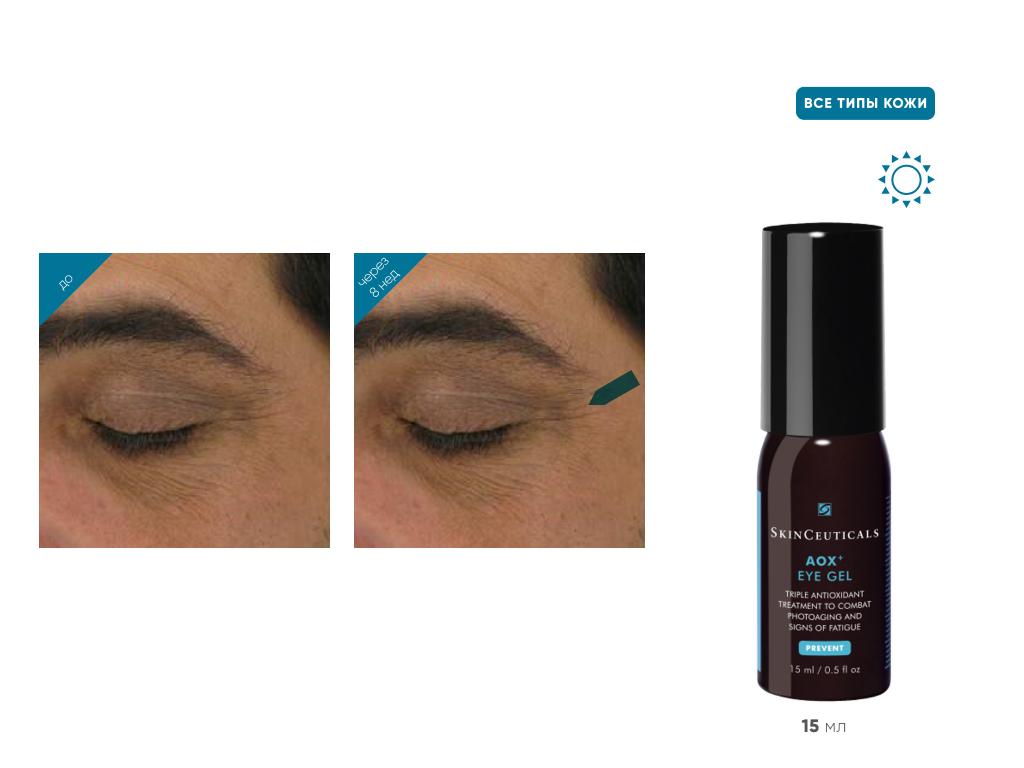 ВСЕ ТИПЫ КОЖИ
до
через
8 нед
SKINCEUTICALS
AOX+
EYE GEL
TRIPLE ANTIOXIDANT
TREATMENT TO COMBAT
PHOTOAGING AND
SIGNS OF FATIGUE
PREVENT
15 ml / 0.5 fl oz
15 мл